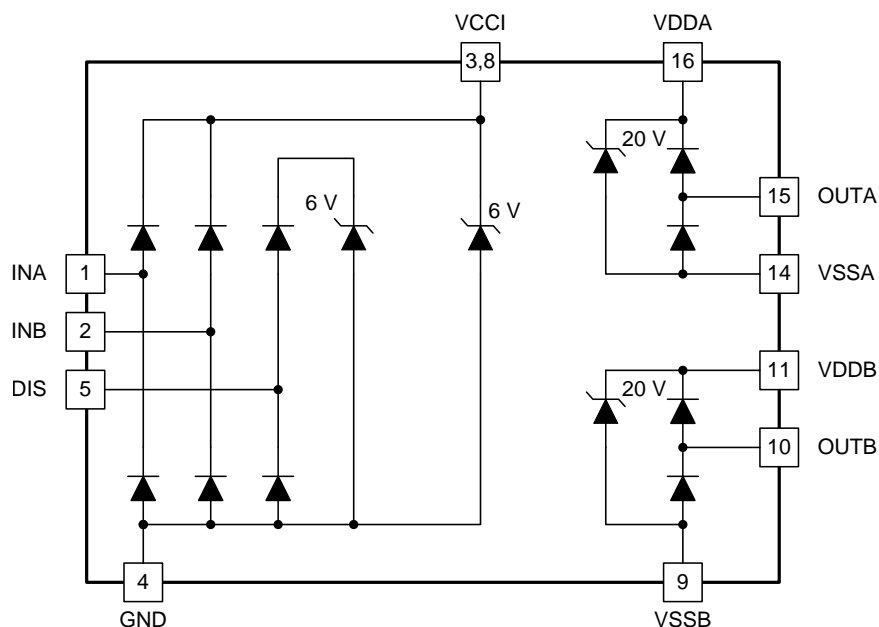 VCCI
VDDA
3,8
16
20 V
15
OUTA
6 V
6 V
INA
1
14
VSSA
INB
2
DIS
5
11
VDDB
20 V
10
OUTB
4
9
GND
VSSB